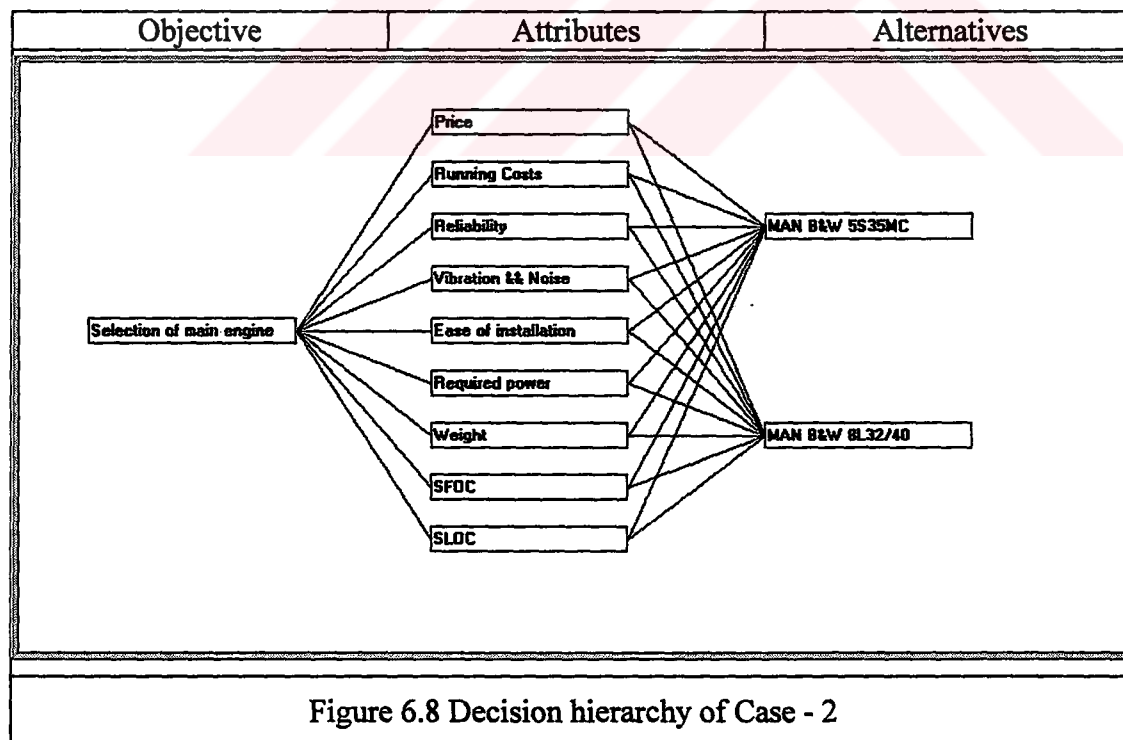 Objective Attributes Alternatives
Price
Running Costs
Reliability
MAN B&W 5S35MC
Vibration && Noise
Selection of main engine
Ease of installation
Required power
Weight
MAN B&W 8L32/40
SFOC
SLOC
Figure 6.8 Decision hierarchy of Case - 2